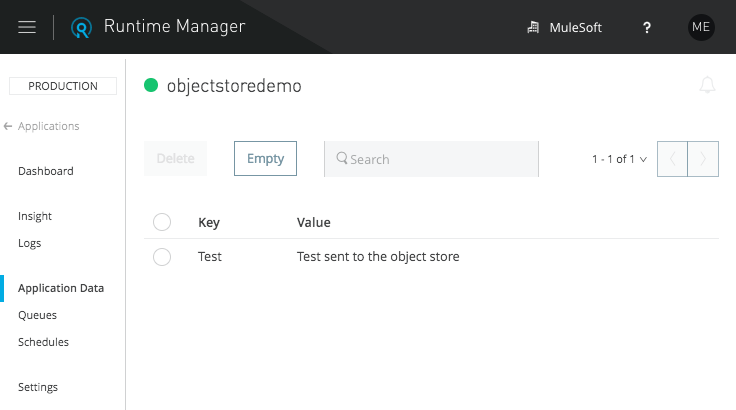 Runtime Manager
MuleSoft
?
ME
PRODUCTION
Applications
Dashboard
Insight
Logs
Application Data
Queues
Schedules
Settings
objectstoredemo
Delete
Empty
Search
1 - 1 of 1
Key Value
Test Test sent to the object store